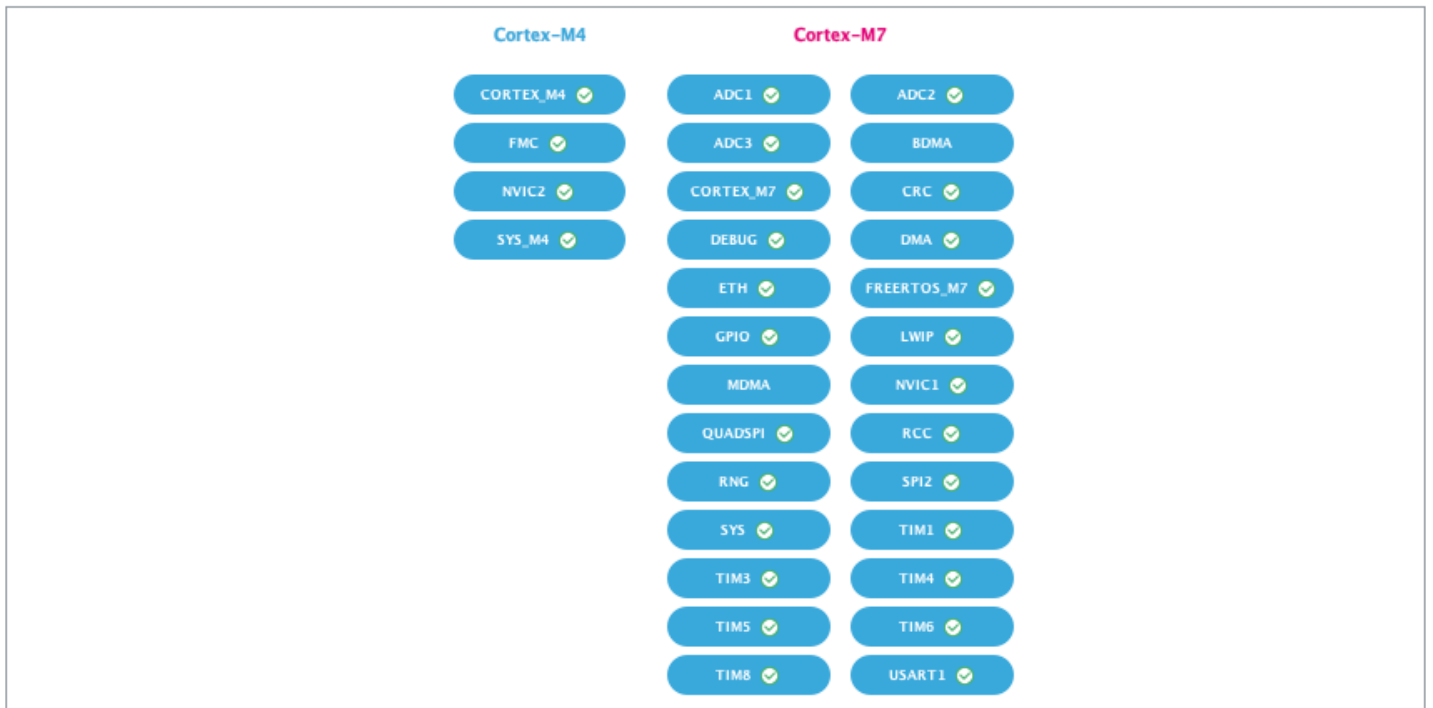 Cortex-M4
CORTEX_M4
FMC
NVIC2
SYS_M4
Cortex-M7
ADC1 ADC2
ADC3 BDMA
CORTEX_M7 CRC
DEBUG DMA
ETH FREERTOS_M7
GPIO LWIP
MDMA NVIC1
QUADSPI RCC
RNG SPI2
SYS TIM1
TIM3 TIM4
TIM5 TIM6
TIM8 USART1